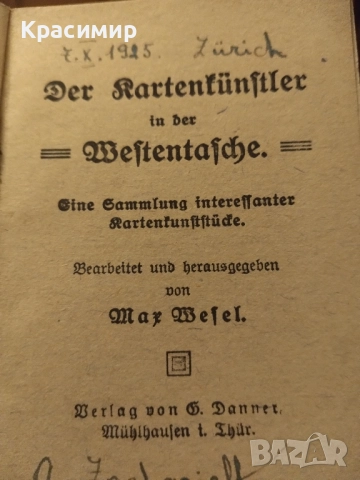 Красимир
7.X.1925. Zürich
Der Kartenkünstler
in der
Westentasche.
Eine Sammlung interessanter
Kartenkunststücke.
Bearbeitet und herausgegeben
von
Max Wesel.
Verlag von G. Danner,
Mühlhausen i. Thür.
BAZAR
bg